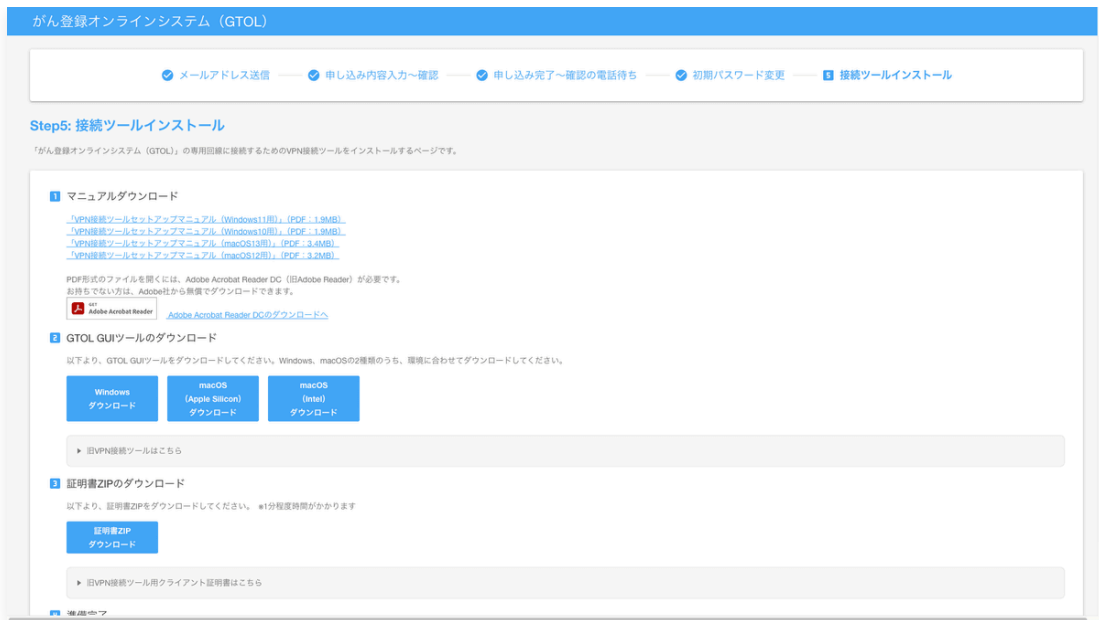 がん登録オンラインシステム（GTOL）
メールアドレス送信
申し込み内容入力～確認
申し込み完了～確認の電話待ち
初期パスワード変更
5 接続ツールインストール
Step5: 接続ツールインストール
「がん登録オンラインシステム（GTOL）」の専用回線に接続するためのVPN接続ツールをインストールするページです。
1 マニュアルダウンロード
「VPN接続ツールセットアップマニュアル（Windows11用）」（PDF：1.9MB）
「VPN接続ツールセットアップマニュアル（Windows10用）」（PDF：1.9MB）
「VPN接続ツールセットアップマニュアル（macOS13用）」（PDF：3.4MB）
「VPN接続ツールセットアップマニュアル（macOS12用）」（PDF：3.2MB）
PDF形式のファイルを開くには、Adobe Acrobat Reader DC（旧Adobe Reader）が必要です。
お持ちでない方は、Adobe社から無償でダウンロードできます。
GET
Adobe Acrobat Reader
Adobe Acrobat Reader DCのダウンロードへ
2 GTOL GUIツールのダウンロード
以下より、GTOL GUIツールをダウンロードしてください。Windows、macOSの2種類のうち、環境に合わせてダウンロードしてください。
Windows
ダウンロード
macOS
（Apple Silicon）
ダウンロード
macOS
（Intel）
ダウンロード
▶ 旧VPN接続ツールはこちら
3 証明書ZIPのダウンロード
以下より、証明書ZIPをダウンロードしてください。 ※1分程度時間がかかります
証明書ZIP
ダウンロード
▶ 旧VPN接続ツール用クライアント証明書はこちら
準備完了